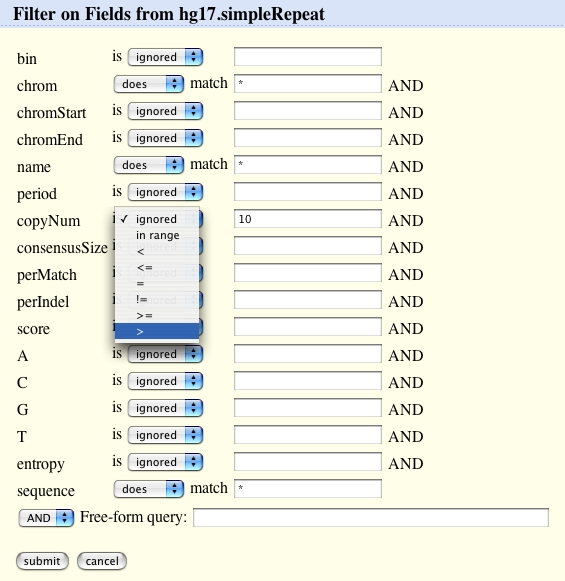 Filter on Fields from hg17.simpleRepeat
bin is ignored
chrom does match * AND
chromStart is ignored AND
chromEnd is ignored AND
name does match * AND
period is ignored AND
copyNum ✓ ignored 10 AND
in range
consensusSize < AND
<=
perMatch = AND
!=
perIndel >= AND
score > AND
A is ignored AND
C is ignored AND
G is ignored AND
T is ignored AND
entropy is ignored AND
sequence does match *
AND Free-form query:
submit cancel